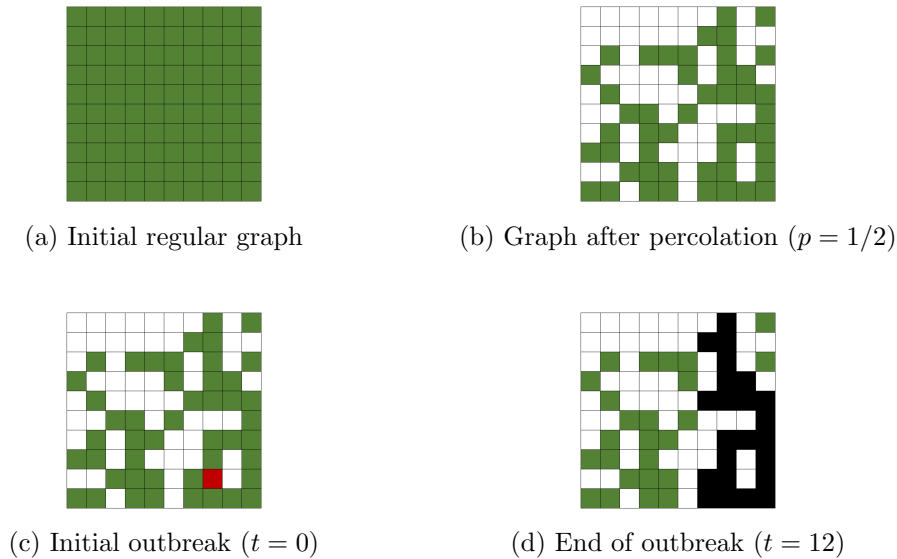 (a) Initial regular graph
(b) Graph after percolation (p = 1/2)
(c) Initial outbreak (t = 0)
(d) End of outbreak (t = 12)